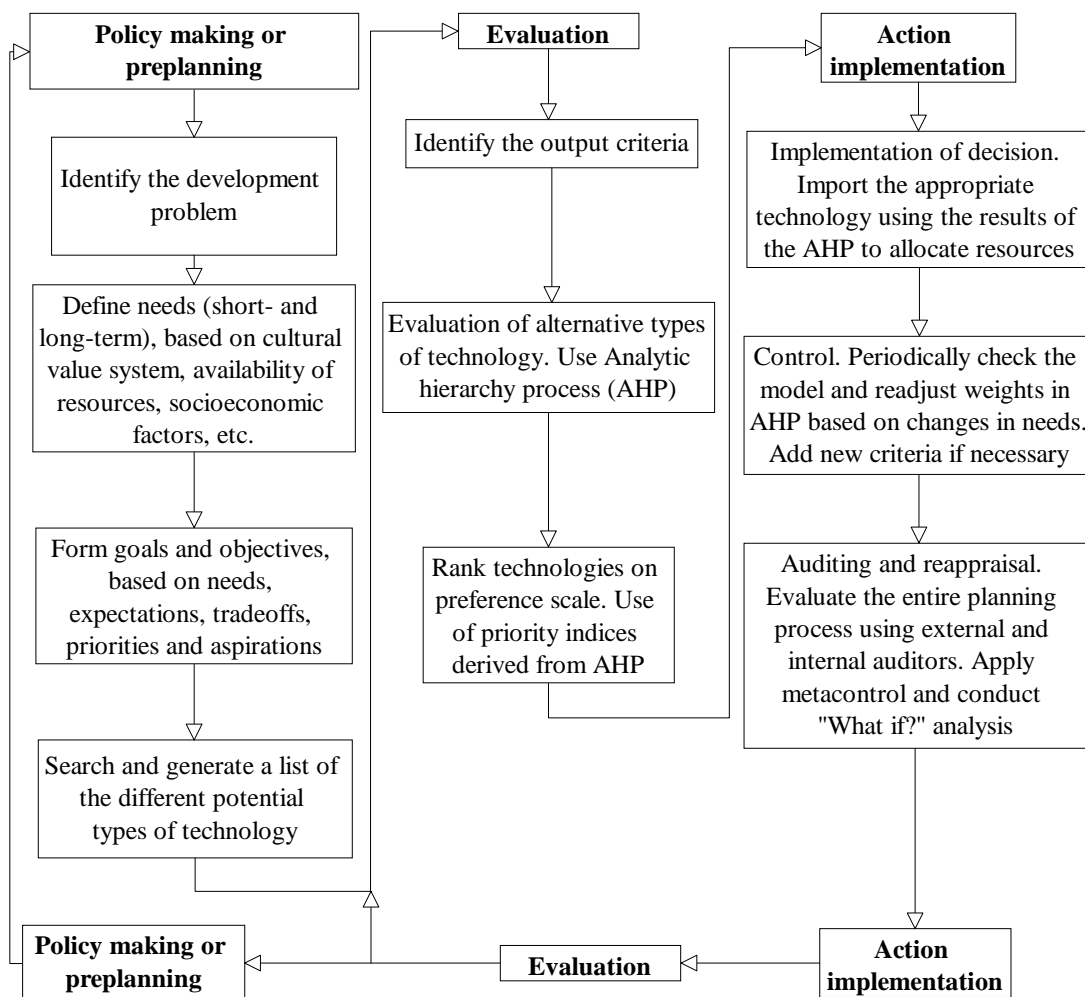 Policy making or
preplanning
Identify the development
problem
Define needs (short- and
long-term), based on cultural
value system, availability of
resources, socioeconomic
factors, etc.
Form goals and objectives,
based on needs,
expectations, tradeoffs,
priorities and aspirations
Search and generate a list of
the different potential
types of technology
Evaluation
Identify the output criteria
Evaluation of alternative types
of technology. Use Analytic
hierarchy process (AHP)
Rank technologies on
preference scale. Use
of priority indices
derived from AHP
Action
implementation
Implementation of decision.
Import the appropriate
technology using the results of
the AHP to allocate resources
Control. Periodically check the
model and readjust weights in
AHP based on changes in needs.
Add new criteria if necessary
Auditing and reappraisal.
Evaluate the entire planning
process using external and
internal auditors. Apply
metacontrol and conduct
"What if?" analysis
Policy making or
preplanning
Evaluation
Action
implementation